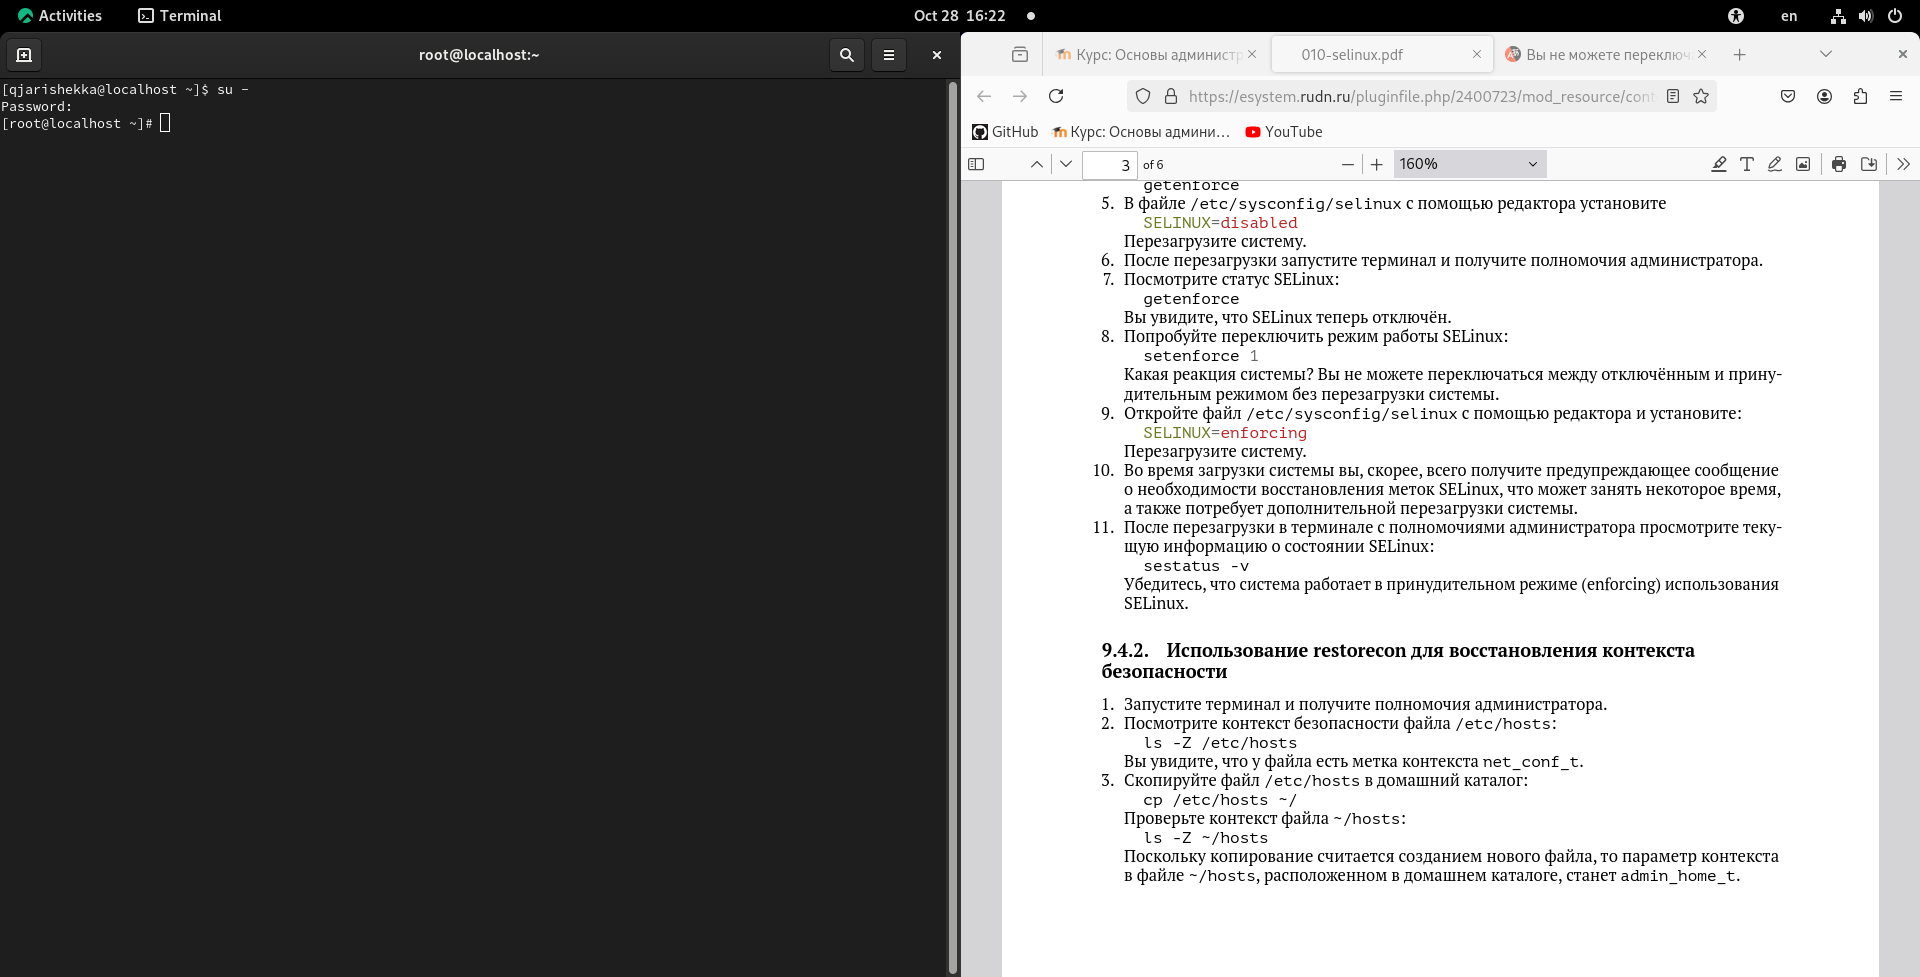 Activities
Terminal
Oct 28 16:22
en
root@localhost:~
[qjarishekka@localhost ~]$ su -
Password:
[root@localhost ~]#
Курс: Основы администр
010-selinux.pdf
Вы не можете переключ
https://esystem.rudn.ru/pluginfile.php/2400723/mod_resource/cont
GitHub
Курс: Основы админи...
YouTube
3 of 6
160%
getenforce
5. В файле /etc/sysconfig/selinux с помощью редактора установите
SELINUX=disabled
Перезагрузите систему.
6. После перезагрузки запустите терминал и получите полномочия администратора.
7. Посмотрите статус SELinux:
getenforce
Вы увидите, что SELinux теперь отключён.
8. Попробуйте переключить режим работы SELinux:
setenforce 1
Какая реакция системы? Вы не можете переключаться между отключённым и прину-
дительным режимом без перезагрузки системы.
9. Откройте файл /etc/sysconfig/selinux с помощью редактора и установите:
SELINUX=enforcing
Перезагрузите систему.
10. Во время загрузки системы вы, скорее, всего получите предупреждающее сообщение
о необходимости восстановления меток SELinux, что может занять некоторое время,
а также потребует дополнительной перезагрузки системы.
11. После перезагрузки в терминале с полномочиями администратора просмотрите теку-
щую информацию о состоянии SELinux:
sestatus -v
Убедитесь, что система работает в принудительном режиме (enforcing) использования
SELinux.
9.4.2. Использование restorecon для восстановления контекста
безопасности
1. Запустите терминал и получите полномочия администратора.
2. Посмотрите контекст безопасности файла /etc/hosts:
ls -Z /etc/hosts
Вы увидите, что у файла есть метка контекста net_conf_t.
3. Скопируйте файл /etc/hosts в домашний каталог:
cp /etc/hosts ~/
Проверьте контекст файла ~/hosts:
ls -Z ~/hosts
Поскольку копирование считается созданием нового файла, то параметр контекста
в файле ~/hosts, расположенном в домашнем каталоге, станет admin_home_t.